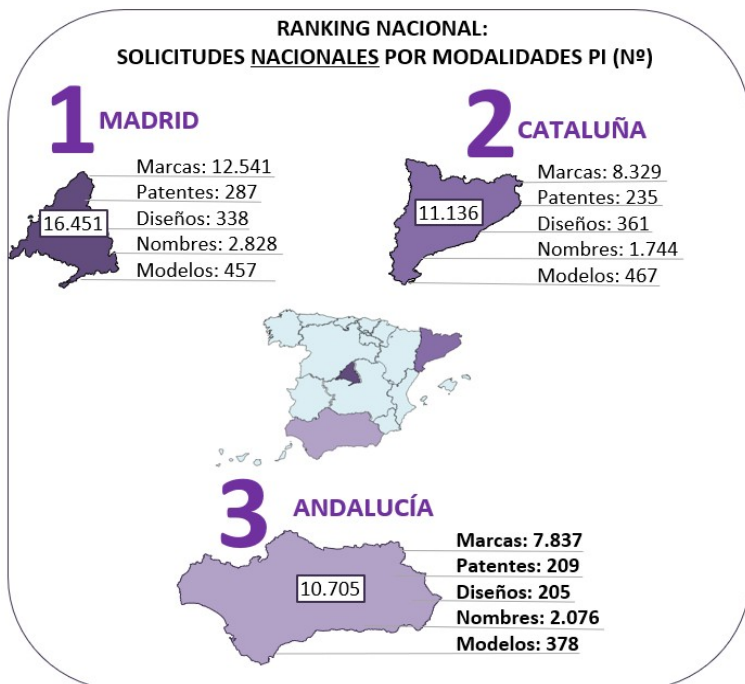 RANKING NACIONAL:
SOLICITUDES NACIONALES POR MODALIDADES PI (Nº)
1 MADRID
16.451
Marcas: 12.541
Patentes: 287
Diseños: 338
Nombres: 2.828
Modelos: 457
2 CATALUÑA
11.136
Marcas: 8.329
Patentes: 235
Diseños: 361
Nombres: 1.744
Modelos: 467
3 ANDALUCÍA
10.705
Marcas: 7.837
Patentes: 209
Diseños: 205
Nombres: 2.076
Modelos: 378